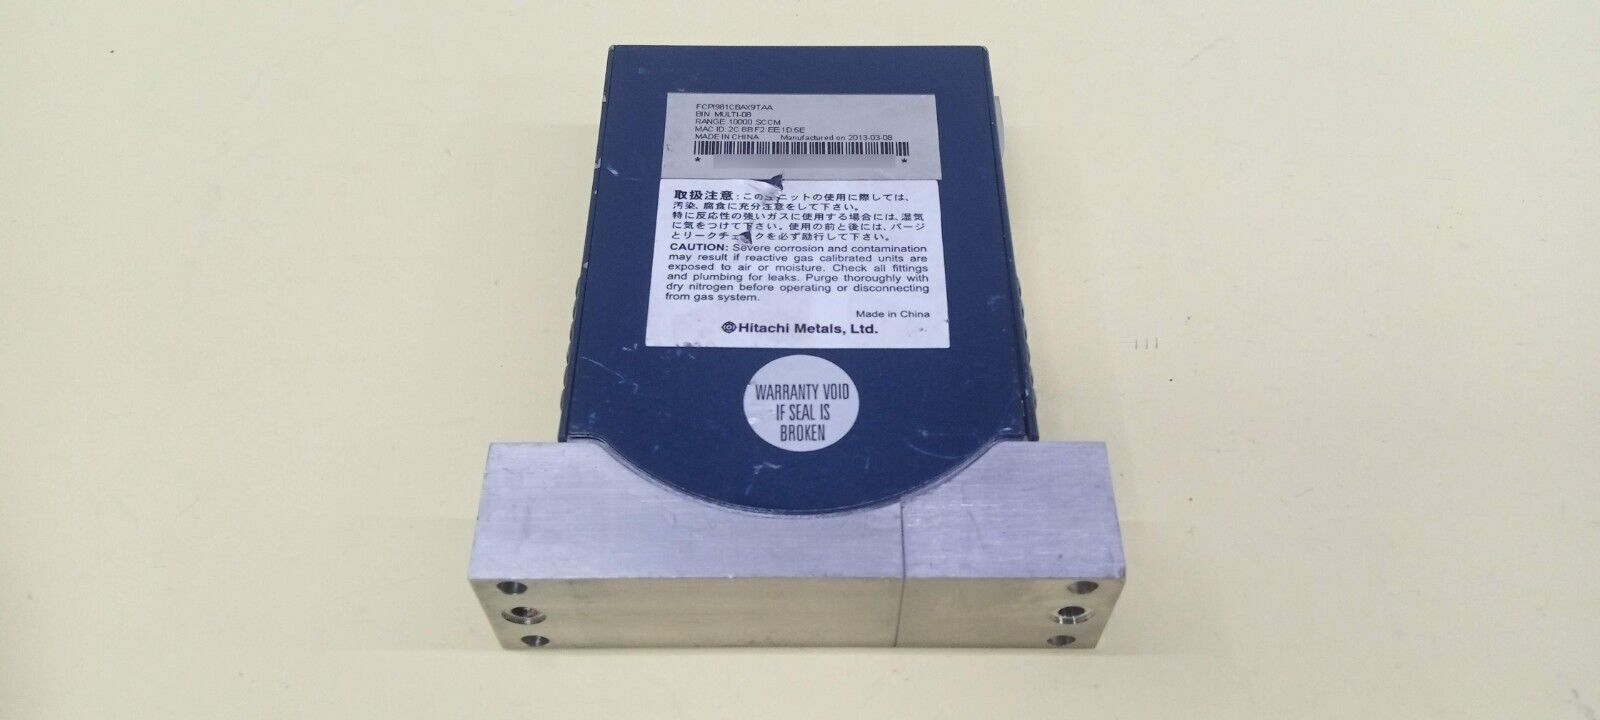 FCPI981CBAX9TAA
BIN MULTI-08
RANGE 10000 SCCM
MAC ID: 2C 8B F2 EE 1D 5E
MADE IN CHINA Manufactured on 2013-03-08
* *
取扱注意:このユニットの使用に際しては、
汚染、腐食に充分注意をして下さい。
特に反応性の強いガスに使用する場合には、湿気
に気をつけて下さい。使用の前と後には、パージ
とリークチェックを必ず励行して下さい。
CAUTION: Severe corrosion and contamination
may result if reactive gas calibrated units are
exposed to air or moisture. Check all fittings
and plumbing for leaks. Purge thoroughly with
dry nitrogen before operating or disconnecting
from gas system.
Made in China
Hitachi Metals, Ltd.
WARRANTY VOID
IF SEAL IS
BROKEN